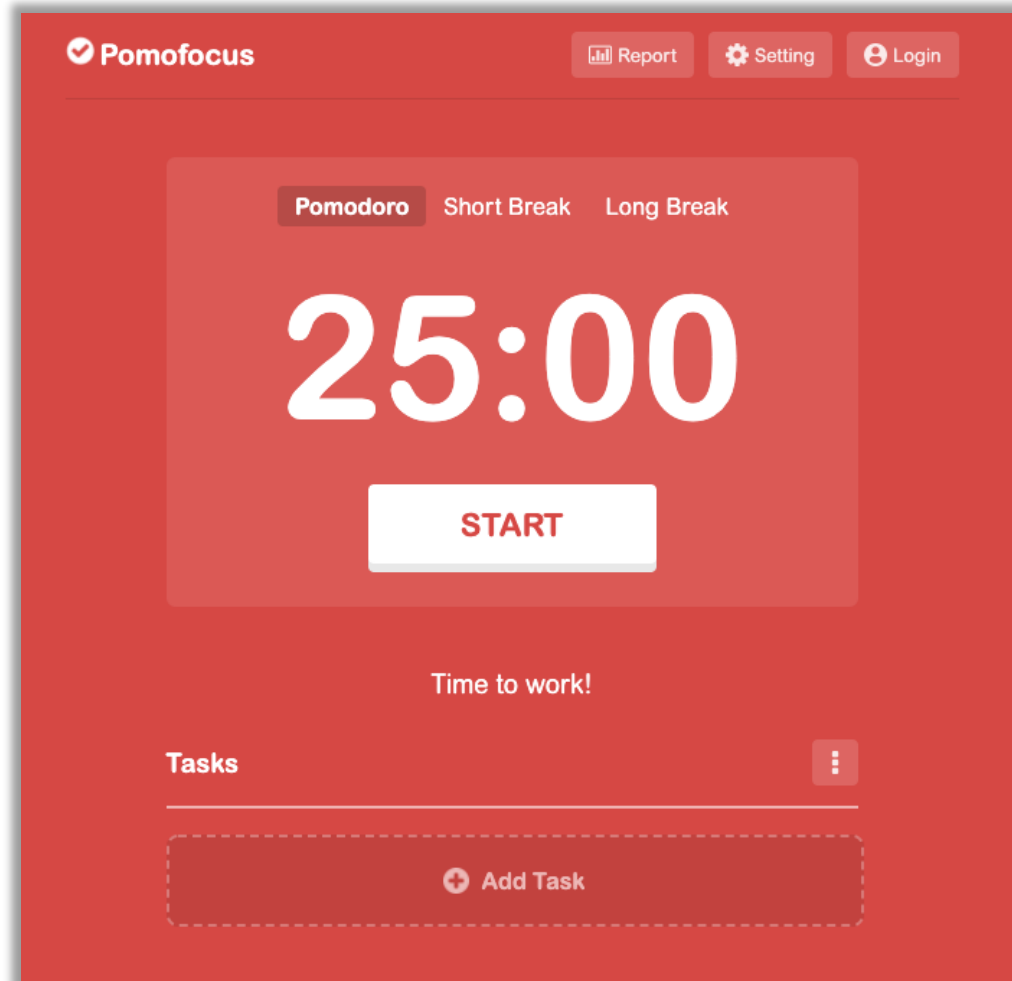 Pomofocus Report Setting Login
Pomodoro Short Break Long Break
25:00
START
Time to work!
Tasks
Add Task